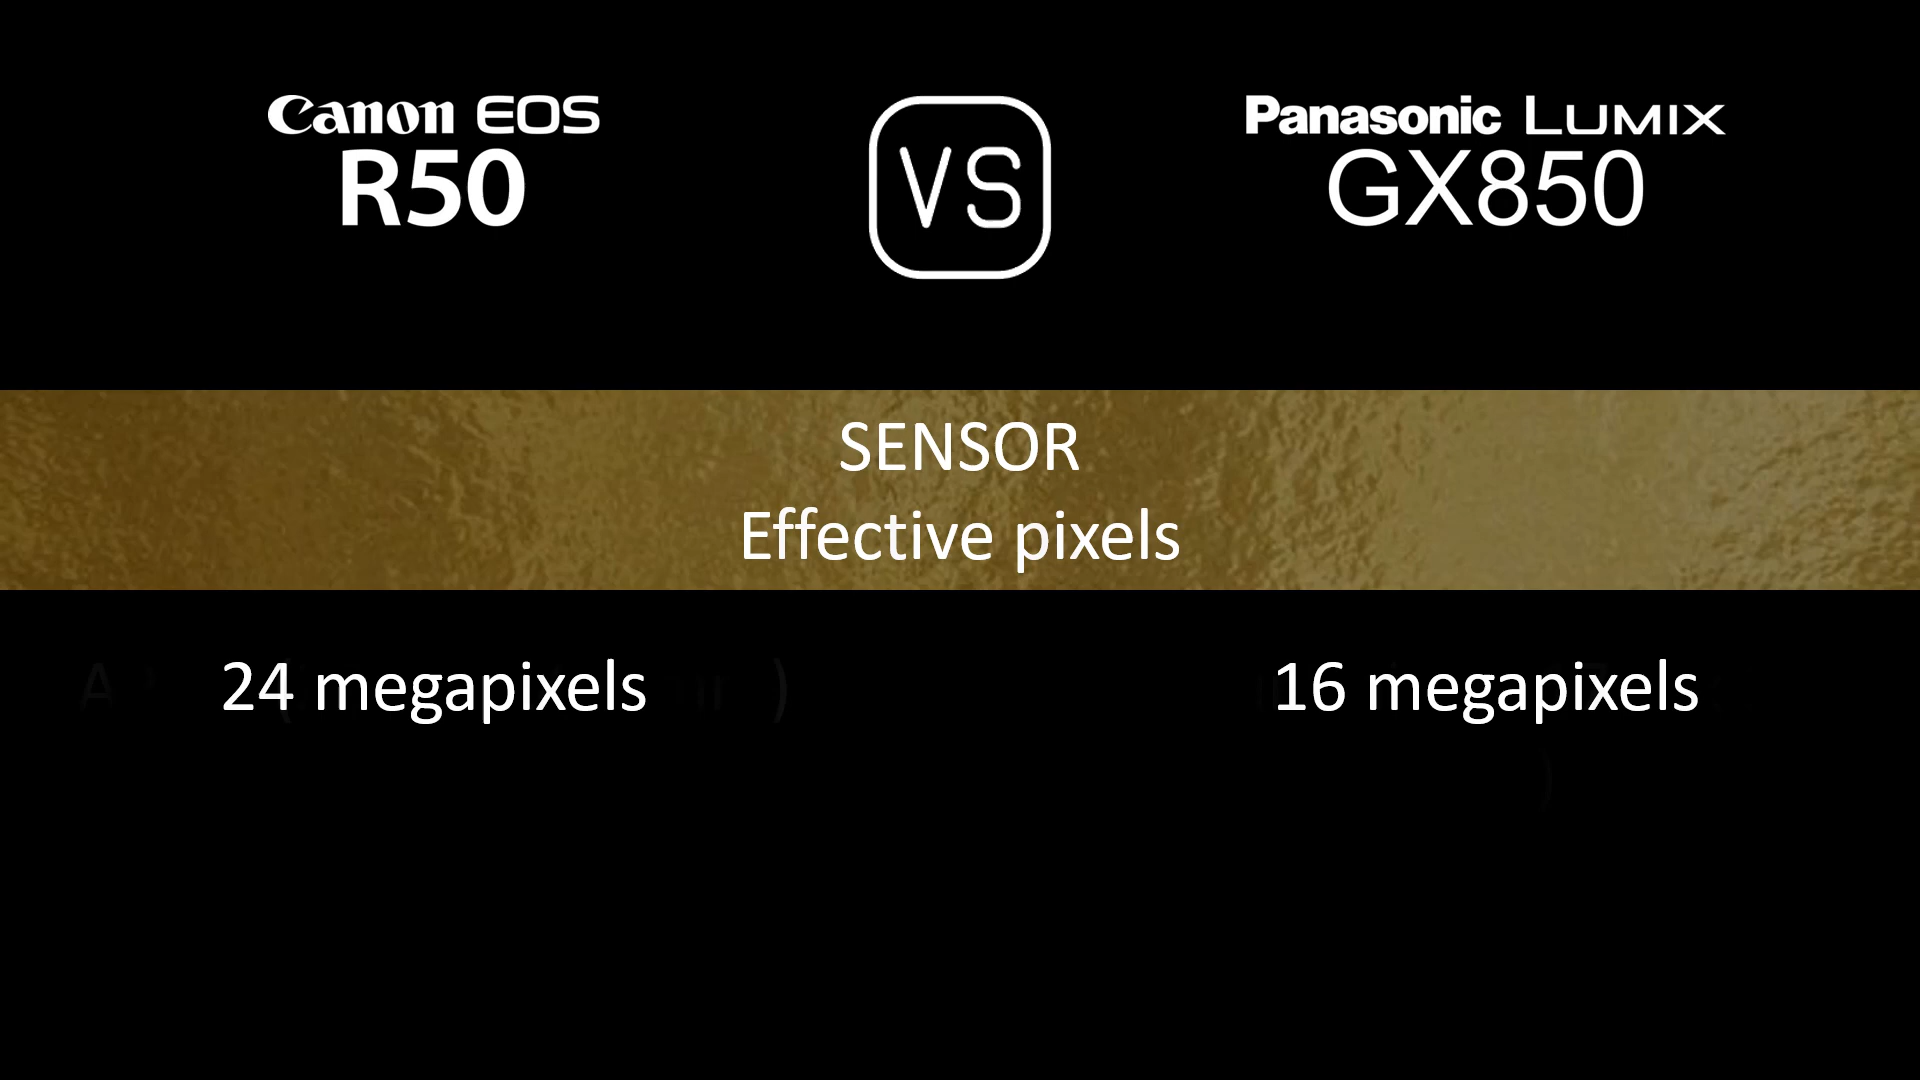 Canon EOS
R50
VS
Panasonic LUMIX
GX850
SENSOR
Effective pixels
24 megapixels
16 megapixels